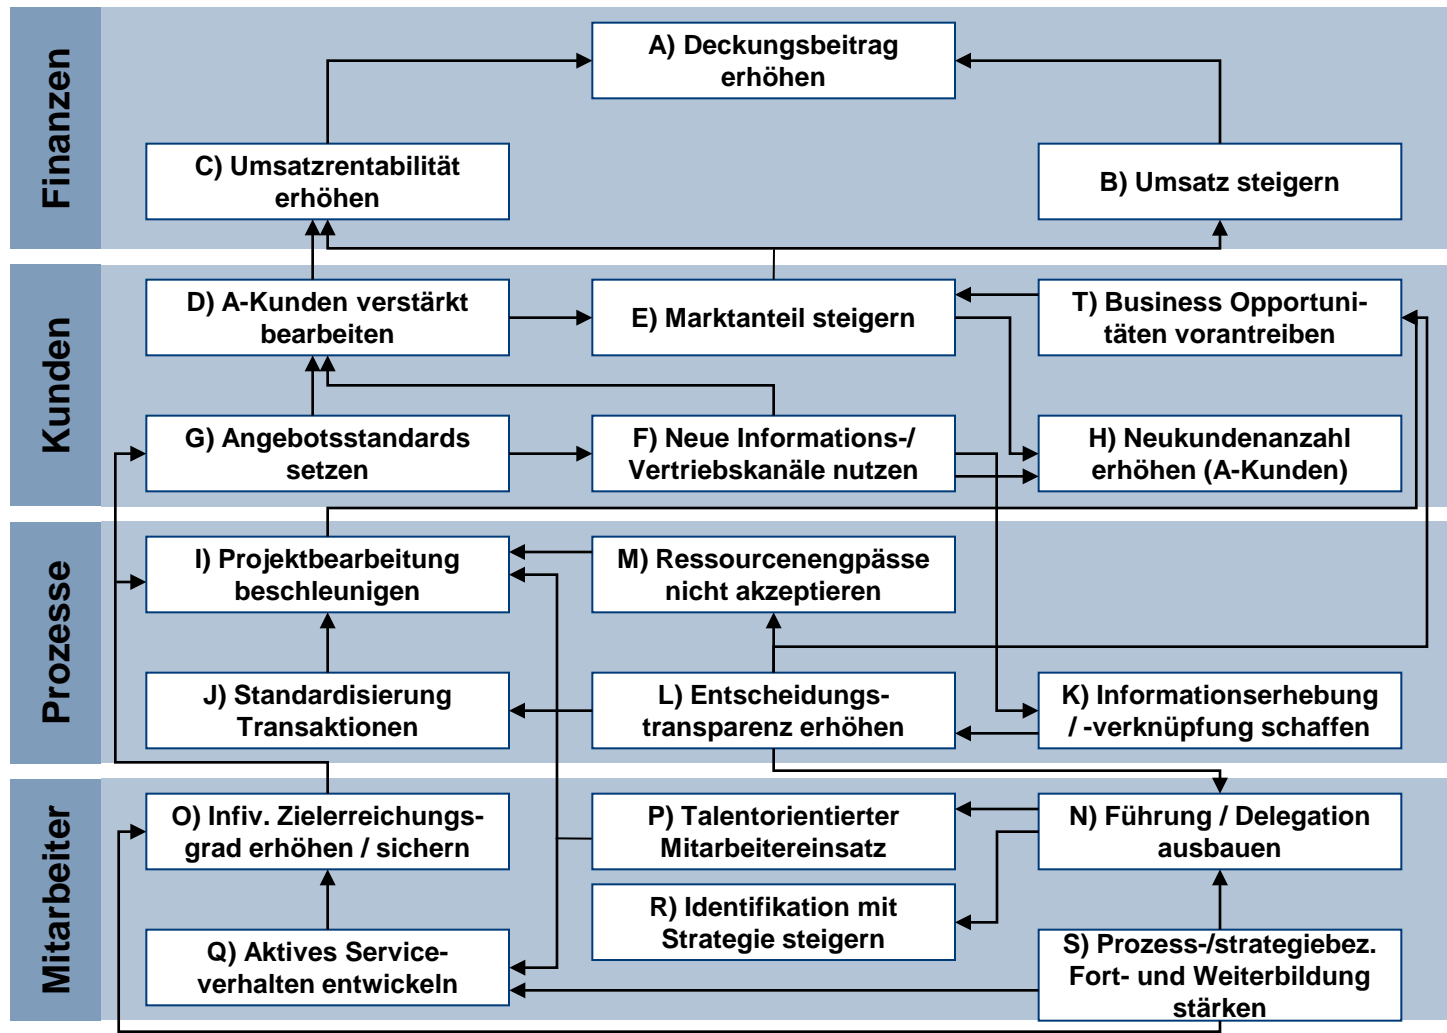 Finanzen
A) Deckungsbeitrag
erhöhen
C) Umsatzrentabilität
erhöhen
B) Umsatz steigern
Kunden
D) A-Kunden verstärkt
bearbeiten
E) Marktanteil steigern
T) Business Opportuni-
täten vorantreiben
G) Angebotsstandards
setzen
F) Neue Informations-/
Vertriebskanäle nutzen
H) Neukundenanzahl
erhöhen (A-Kunden)
Prozesse
I) Projektbearbeitung
beschleunigen
M) Ressourcenengpässe
nicht akzeptieren
J) Standardisierung
Transaktionen
L) Entscheidungs-
transparenz erhöhen
K) Informationserhebung
/ -verknüpfung schaffen
Mitarbeiter
O) Infiv. Zielerreichungs-
grad erhöhen / sichern
P) Talentorientierter
Mitarbeitereinsatz
N) Führung / Delegation
ausbauen
R) Identifikation mit
Strategie steigern
Q) Aktives Service-
verhalten entwickeln
S) Prozess-/strategiebez.
Fort- und Weiterbildung
stärken